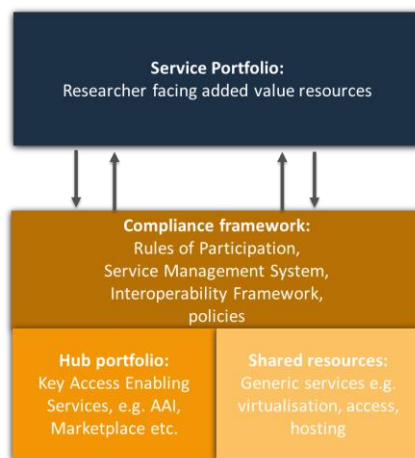 Service Portfolio:
Researcher facing added value resources
Compliance framework:
Rules of Participation,
Service Management System,
Interoperability Framework,
policies
Hub portfolio:
Key Access Enabling
Services, e.g. AAI,
Marketplace etc.
Shared resources:
Generic services e.g.
virtualisation, access,
hosting